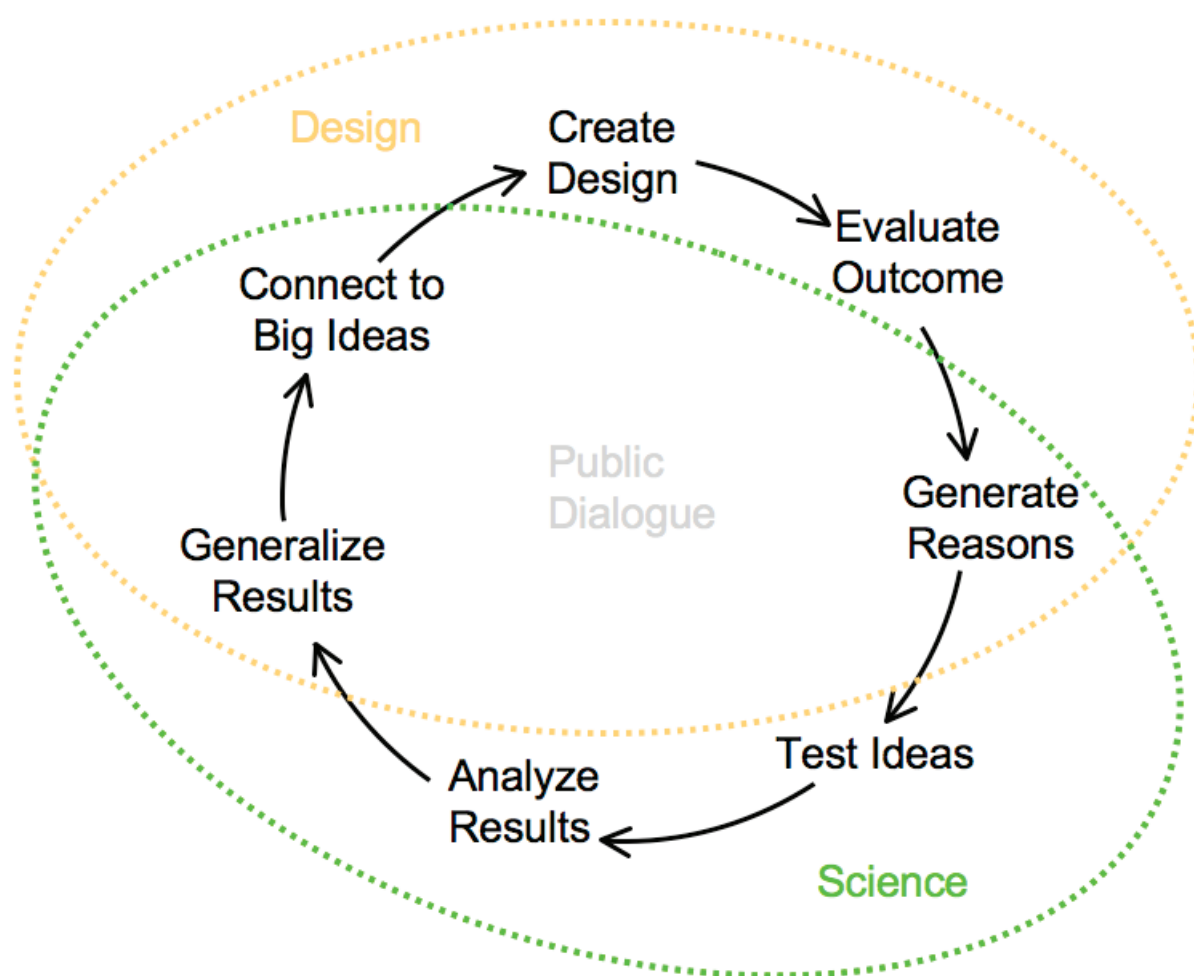 Design
Create
Design
Evaluate
Outcome
Connect to
Big Ideas
Public
Dialogue
Generate
Reasons
Generalize
Results
Test Ideas
Analyze
Results
Science